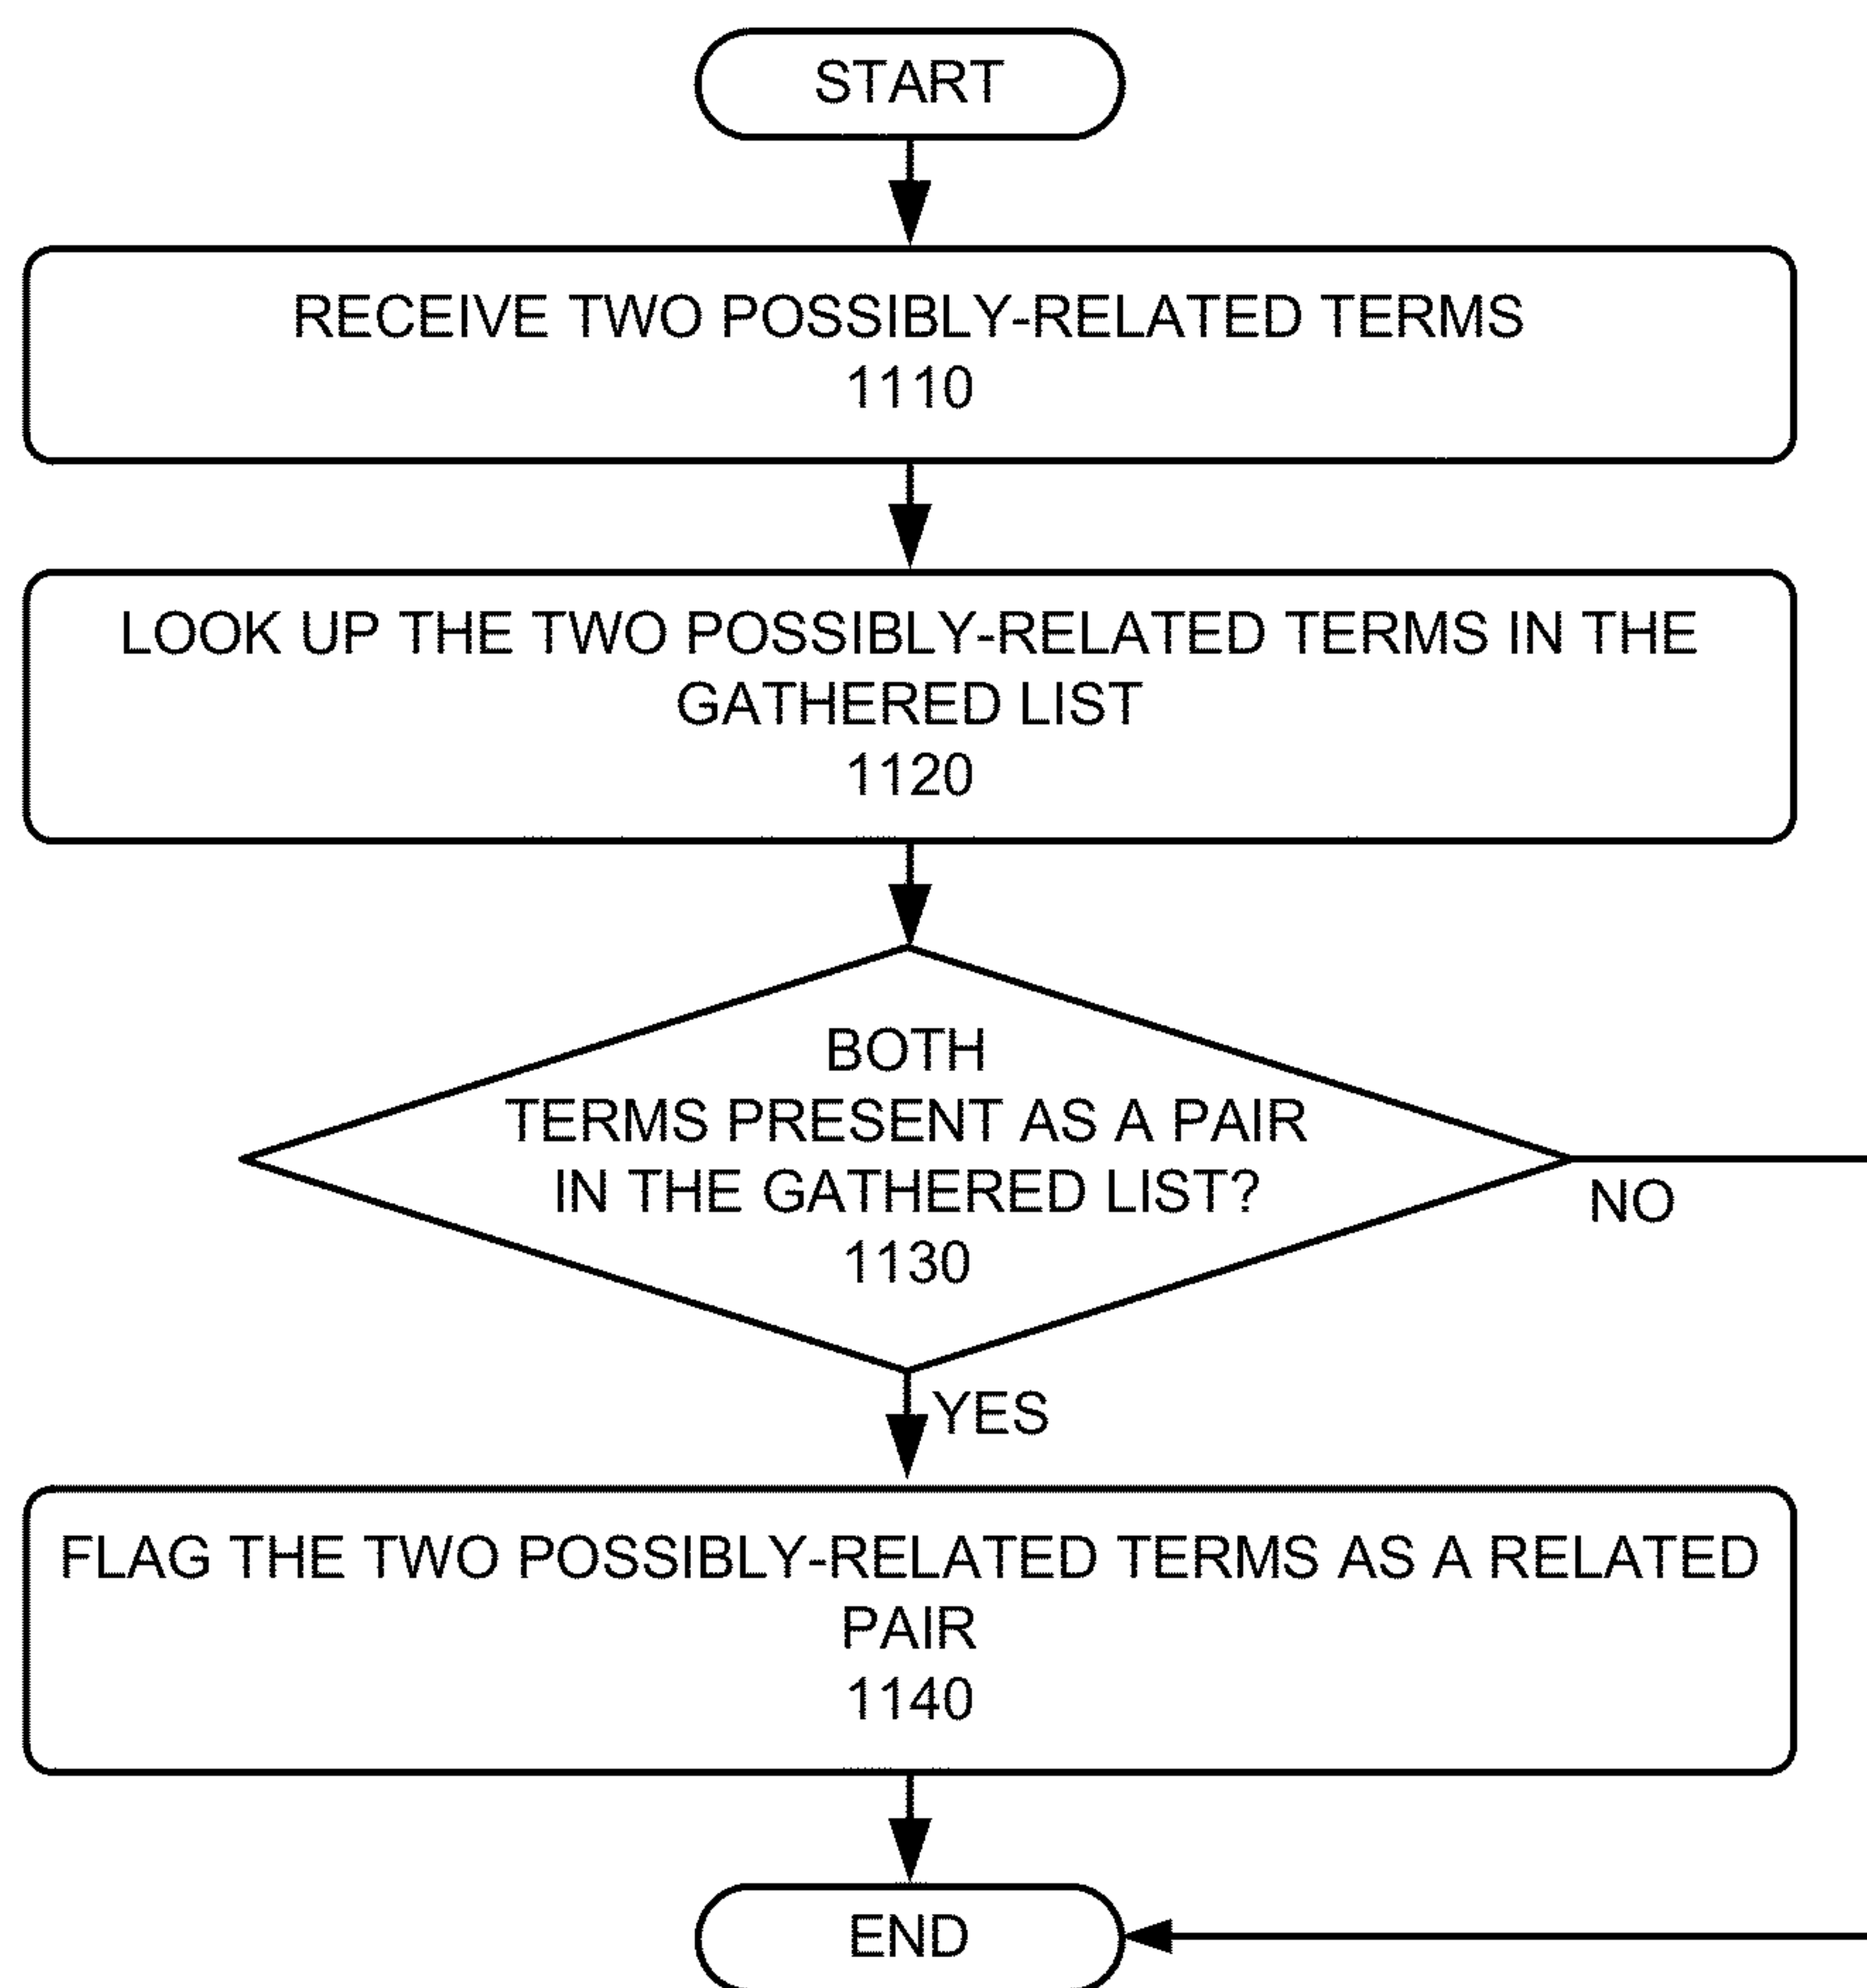 START
RECEIVE TWO POSSIBLY-RELATED TERMS
1110
LOOK UP THE TWO POSSIBLY-RELATED TERMS IN THE
GATHERED LIST
1120
BOTH
TERMS PRESENT AS A PAIR
IN THE GATHERED LIST?
1130
NO
YES
FLAG THE TWO POSSIBLY-RELATED TERMS AS A RELATED
PAIR
1140
END